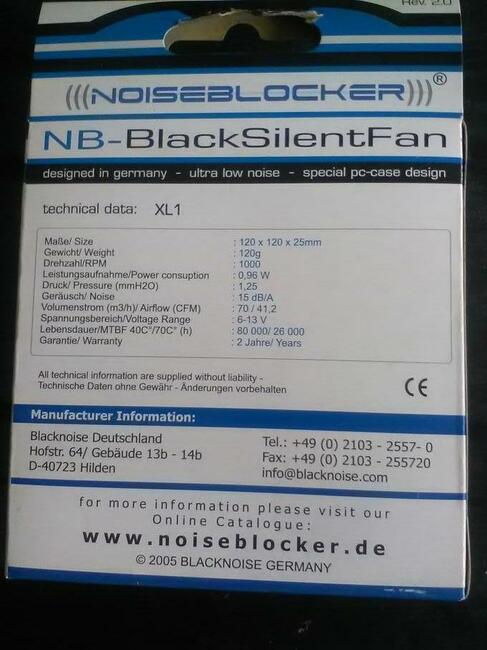 Rev. 2.0
(((NOISEBLOCKER)))®
NB-BlackSilentFan
designed in germany - ultra low noise - special pc-case design
technical data: XL1
Maße/ Size : 120 x 120 x 25mm
Gewicht/ Weight : 120g
Drehzahl/RPM : 1000
Leistungsaufnahme/Power consuption : 0,96 W
Druck/ Pressure (mmH2O) : 1,25
Geräusch/ Noise : 15 dB/A
Volumenstrom (m3/h)/ Airflow (CFM) : 70 / 41,2
Spannungsbereich/Voltage Range : 6-13 V
Lebensdauer/MTBF 40C°/70C° (h) : 80 000/ 26 000
Garantie/ Warranty : 2 Jahre/ Years
All technical information are supplied without liability -
Technische Daten ohne Gewähr - Änderungen vorbehalten
CE
Manufacturer Information:
Blacknoise Deutschland
Hofstr. 64/ Gebäude 13b - 14b
D-40723 Hilden
Tel.: +49 (0) 2103 - 2557- 0
Fax: +49 (0) 2103 - 255720
info@blacknoise.com
for more information please visit our
Online Catalogue:
www.noiseblocker.de
© 2005 BLACKNOISE GERMANY